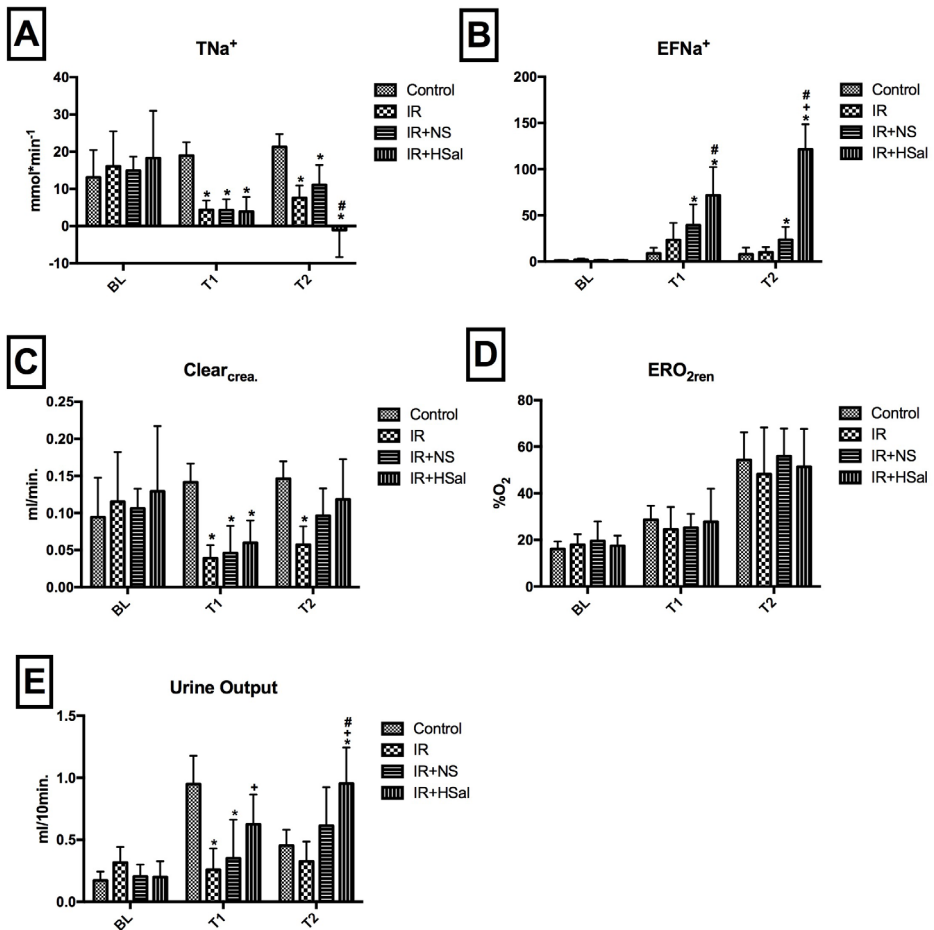 A
TNa+
mmol*min-1
40
30
20
10
0
-10
*
*
*
*
*
#
*
BL
T1
T2
Control
IR
IR+NS
IR+HSal
B
EFNa+
200
150
100
50
0
*
#
*
*
#
+
*
BL
T1
T2
Control
IR
IR+NS
IR+HSal
C
Clearcrea.
ml/min.
0.25
0.20
0.15
0.10
0.05
0.00
*
*
*
*
BL
T1
T2
Control
IR
IR+NS
IR+HSal
D
ERO2ren
%O2
80
60
40
20
0
BL
T1
T2
Control
IR
IR+NS
IR+HSal
E
Urine Output
ml/10min.
1.5
1.0
0.5
0.0
*
*
+
#
+
*
BL
T1
T2
Control
IR
IR+NS
IR+HSal